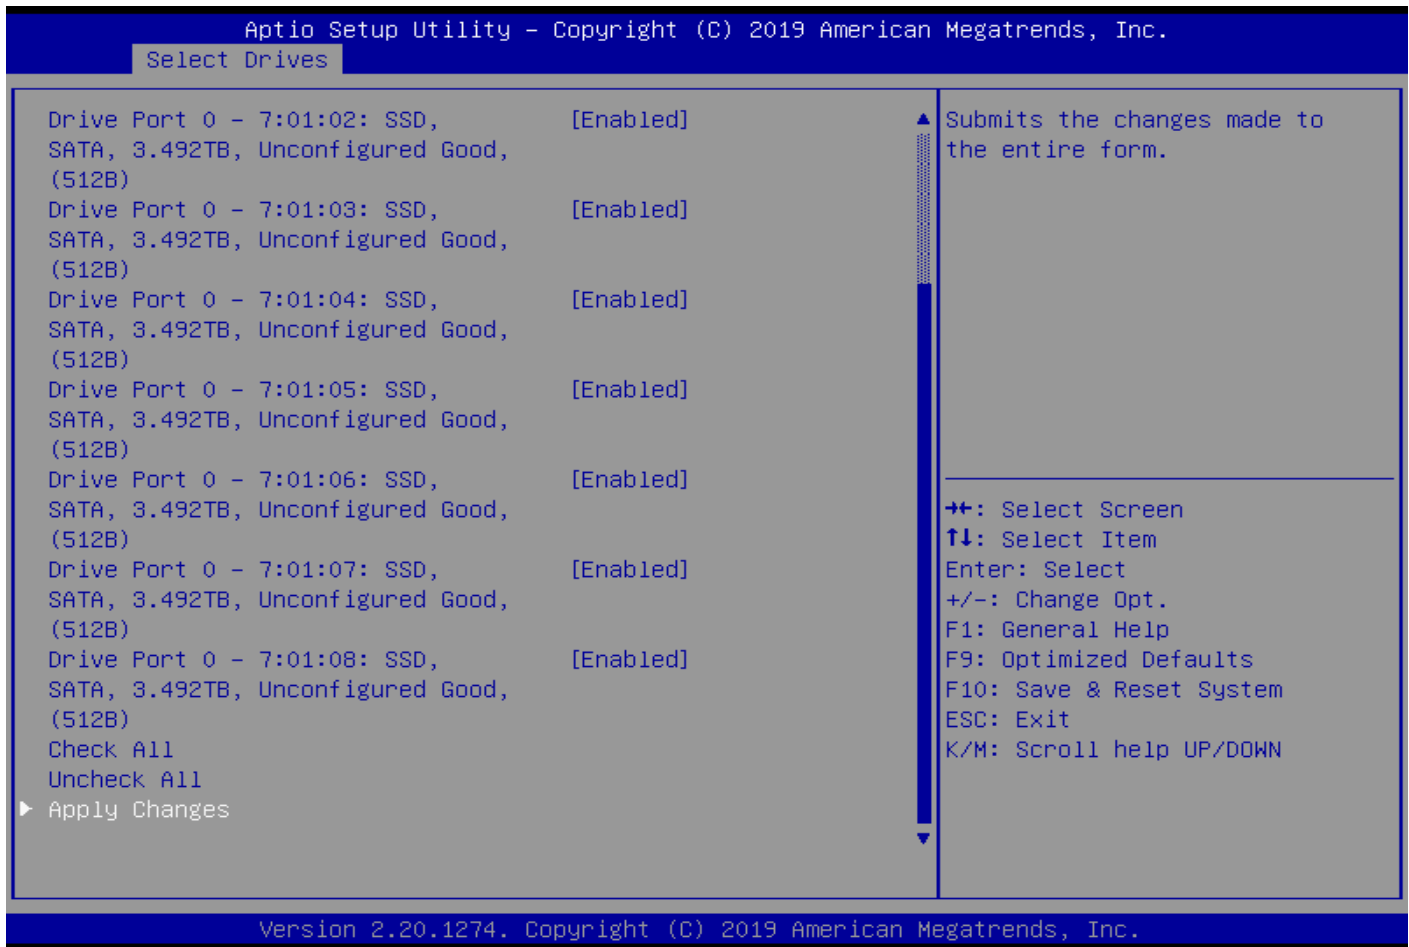 Aptio Setup Utility – Copyright (C) 2019 American Megatrends, Inc.
Select Drives
Drive Port 0 – 7:01:02: SSD, [Enabled]
SATA, 3.492TB, Unconfigured Good,
(512B)
Drive Port 0 – 7:01:03: SSD, [Enabled]
SATA, 3.492TB, Unconfigured Good,
(512B)
Drive Port 0 – 7:01:04: SSD, [Enabled]
SATA, 3.492TB, Unconfigured Good,
(512B)
Drive Port 0 – 7:01:05: SSD, [Enabled]
SATA, 3.492TB, Unconfigured Good,
(512B)
Drive Port 0 – 7:01:06: SSD, [Enabled]
SATA, 3.492TB, Unconfigured Good,
(512B)
Drive Port 0 – 7:01:07: SSD, [Enabled]
SATA, 3.492TB, Unconfigured Good,
(512B)
Drive Port 0 – 7:01:08: SSD, [Enabled]
SATA, 3.492TB, Unconfigured Good,
(512B)
Check All
Uncheck All
Apply Changes
Submits the changes made to
the entire form.
→←: Select Screen
↑↓: Select Item
Enter: Select
+/-: Change Opt.
F1: General Help
F9: Optimized Defaults
F10: Save & Reset System
ESC: Exit
K/M: Scroll help UP/DOWN
Version 2.20.1274. Copyright (C) 2019 American Megatrends, Inc.